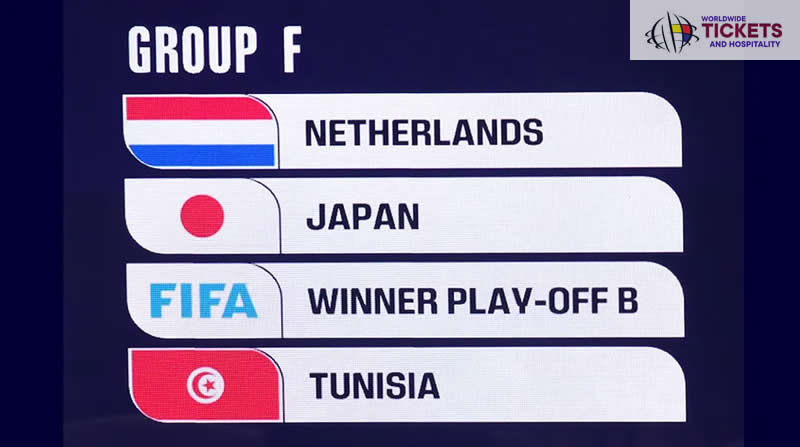 GROUP F
WORLDWIDE
TICKETS
AND HOSPITALITY
NETHERLANDS
JAPAN
FIFA WINNER PLAY-OFF B
TUNISIA